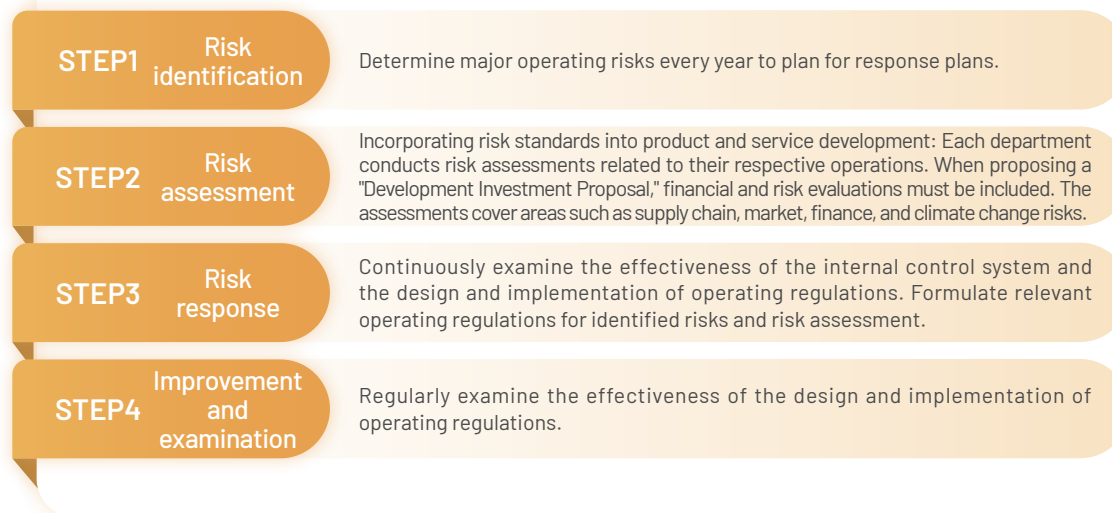 STEP1
Risk
identification
Determine major operating risks every year to plan for response plans.
STEP2
Risk
assessment
Incorporating risk standards into product and service development: Each department
conducts risk assessments related to their respective operations. When proposing a
"Development Investment Proposal," financial and risk evaluations must be included. The
assessments cover areas such as supply chain, market, finance, and climate change risks.
STEP3
Risk
response
Continuously examine the effectiveness of the internal control system and
the design and implementation of operating regulations. Formulate relevant
operating regulations for identified risks and risk assessment.
STEP4
Improvement
and
examination
Regularly examine the effectiveness of the design and implementation of
operating regulations.